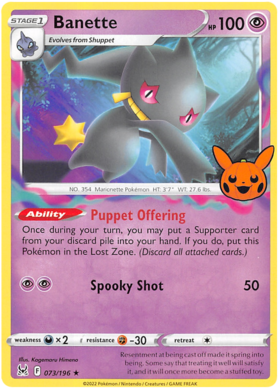 STAGE 1 Banette HP 100
Evolves from Shuppet
NO. 354 Marionette Pokémon HT: 3'7" WT: 27.6 lbs.
Ability Puppet Offering
Once during your turn, you may put a Supporter card
from your discard pile into your hand. If you do, put this
Pokémon in the Lost Zone. (Discard all attached cards.)
Spooky Shot 50
weakness ×2 resistance -30 retreat
Illus. Kagemaru Himeno
F 073/196 ★
Resentment at being cast off made it spring into
being. Some say that treating it well will satisfy
it, and it will once more become a stuffed toy.
©2022 Pokémon / Nintendo / Creatures / GAME FREAK